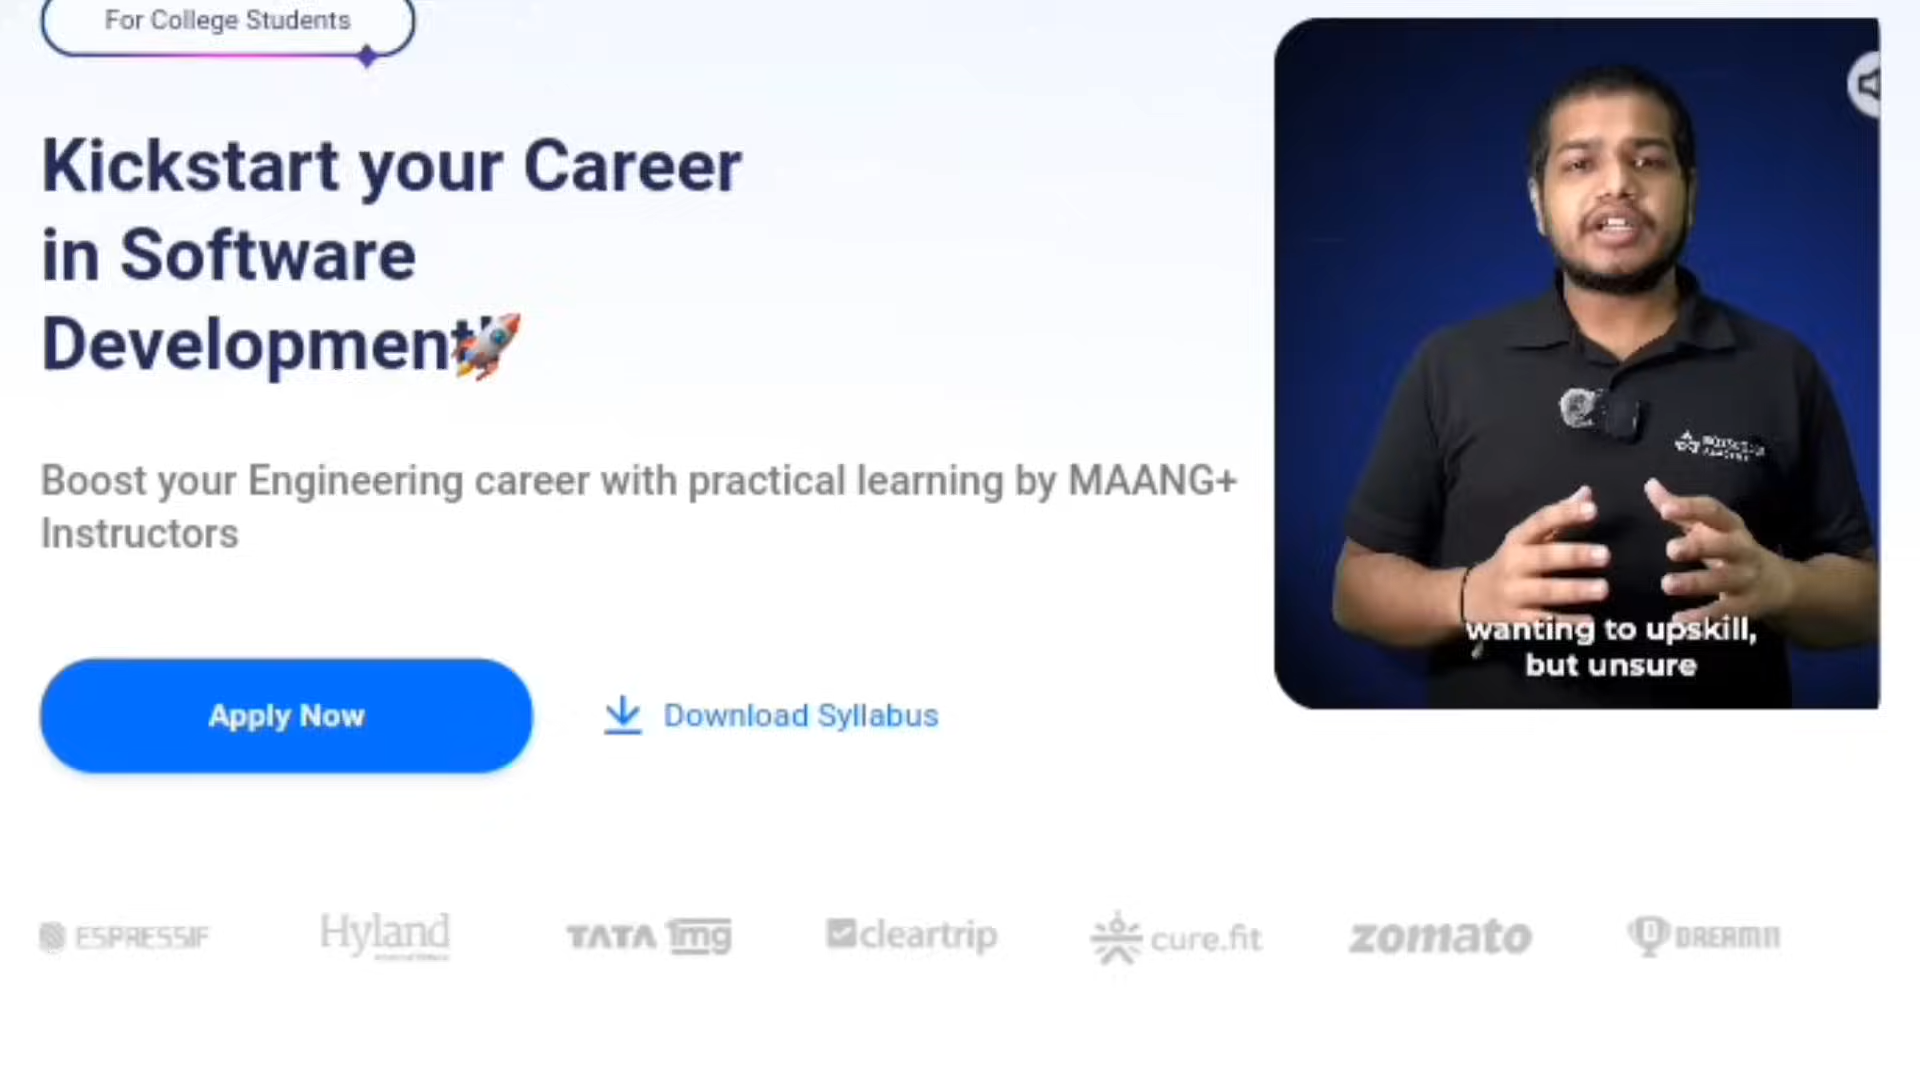 For College Students
Kickstart your Career
in Software
Development
Boost your Engineering career with practical learning by MAANG+
Instructors
Apply Now
Download Syllabus
wanting to upskill,
but unsure
ESPRESSIF
Hyland
TATA 1mg
cleartrip
cure.fit
zomato
DREAM11